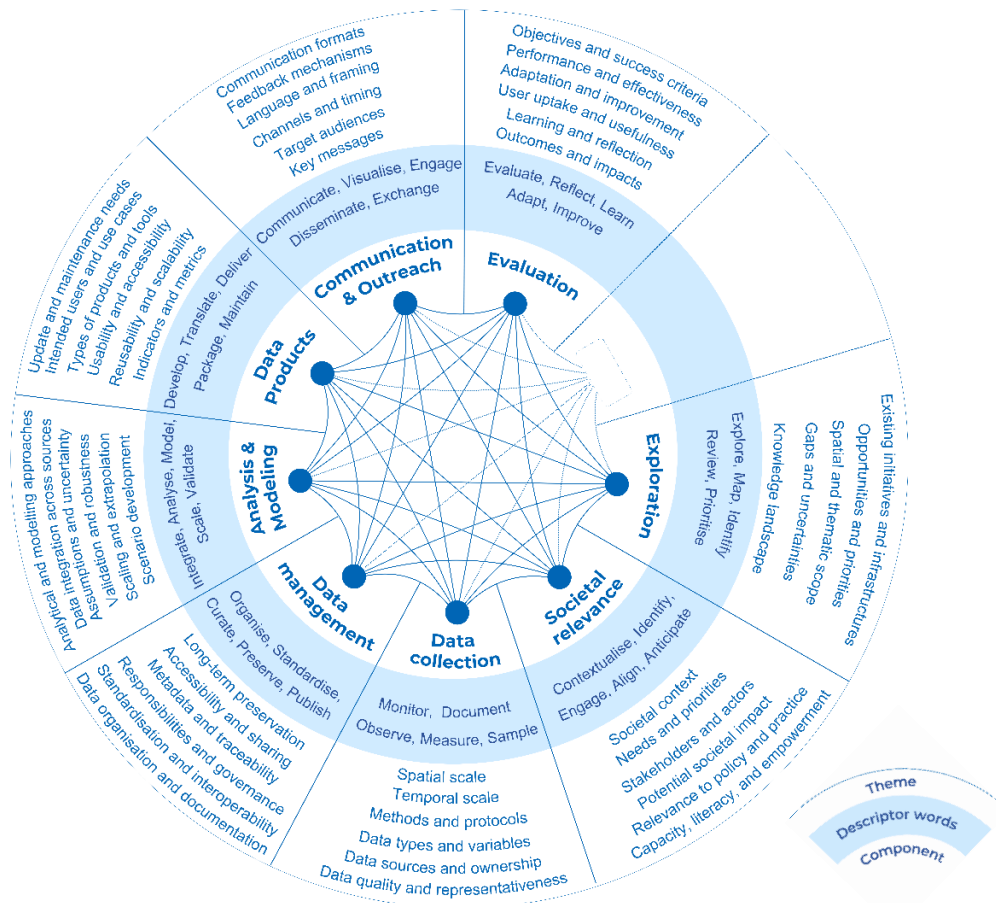 Communication formats
Feedback mechanisms
Language and framing
Channels and timing
Target audiences
Key messages
Communicate, Visualise, Engage
Disseminate, Exchange
Communication
& Outreach
Objectives and success criteria
Performance and effectiveness
Adaptation and improvement
User uptake and usefulness
Learning and reflection
Outcomes and impacts
Evaluate, Reflect, Learn
Adapt, Improve
Evaluation
Existing initiatives and infrastructures
Opportunities and priorities
Spatial and thematic scope
Gaps and uncertainties
Knowledge landscape
Explore, Map, Identify
Review, Prioritise
Exploration
Societal relevance
Contextualise, Identify,
Engage, Align, Anticipate
Societal context
Needs and priorities
Stakeholders and actors
Potential societal impact
Relevance to policy and practice
Capacity, literacy, and empowerment
Data
collection
Monitor, Document
Observe, Measure, Sample
Spatial scale
Temporal scale
Methods and protocols
Data types and variables
Data sources and ownership
Data quality and representativeness
Data
management
Organise, Standardise,
Curate, Preserve, Publish
Long-term preservation
Accessibility and sharing
Metadata and traceability
Responsibilities and governance
Standardisation and interoperability
Data organisation and documentation
Analytical and modelling approaches
Data integration across sources
Assumptions and uncertainty
Validation and robustness
Scaling and extrapolation
Scenario development
Integrate, Analyse, Model,
Scale, Validate
Analysis &
Modeling
Update and maintenance needs
Intended users and use cases
Types of products and tools
Usability and accessibility
Reusability and scalability
Indicators and metrics
Develop, Translate, Deliver
Package, Maintain
Data
Products
Theme
Descriptor words
Component